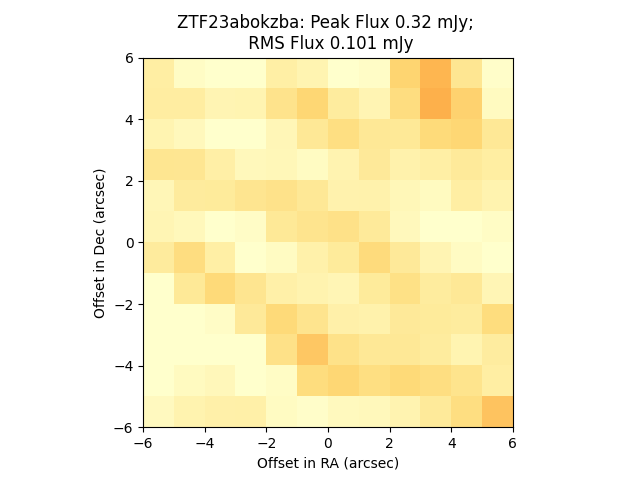 ZTF23abokzba: Peak Flux 0.32 mJy;
RMS Flux 0.101 mJy
6
4
2
0
−2
−4
−6
Offset in Dec (arcsec)
−6 −4 −2 0 2 4 6
Offset in RA (arcsec)